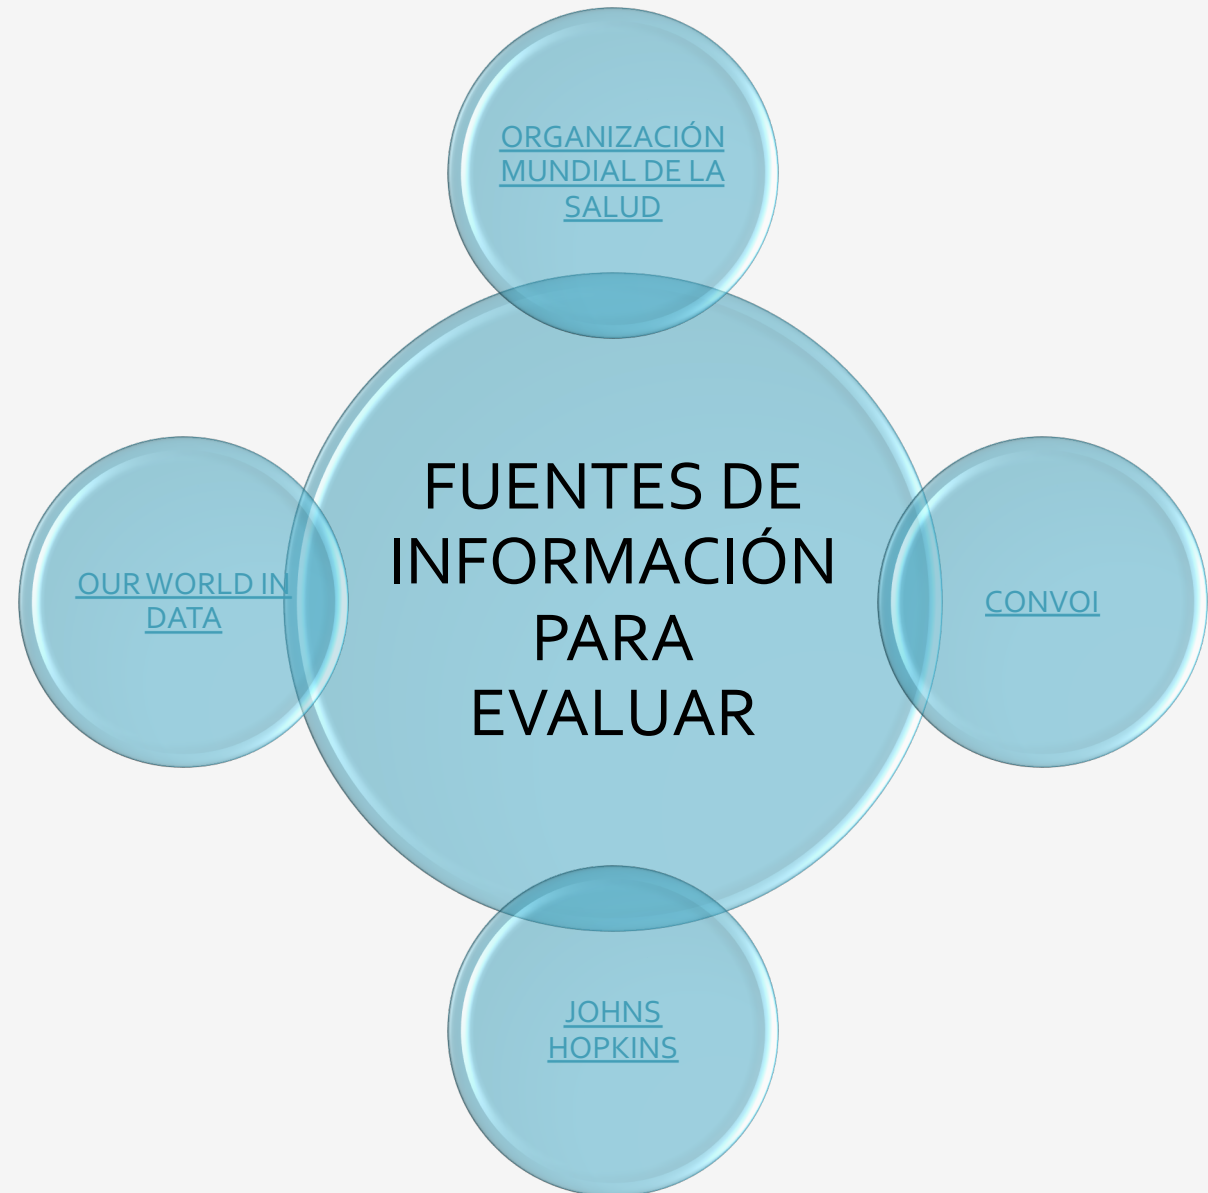 ORGANIZACIÓN
MUNDIAL DE LA
SALUD
FUENTES DE
INFORMACIÓN
PARA
EVALUAR
OUR WORLD IN
DATA
CONVOI
JOHNS
HOPKINS